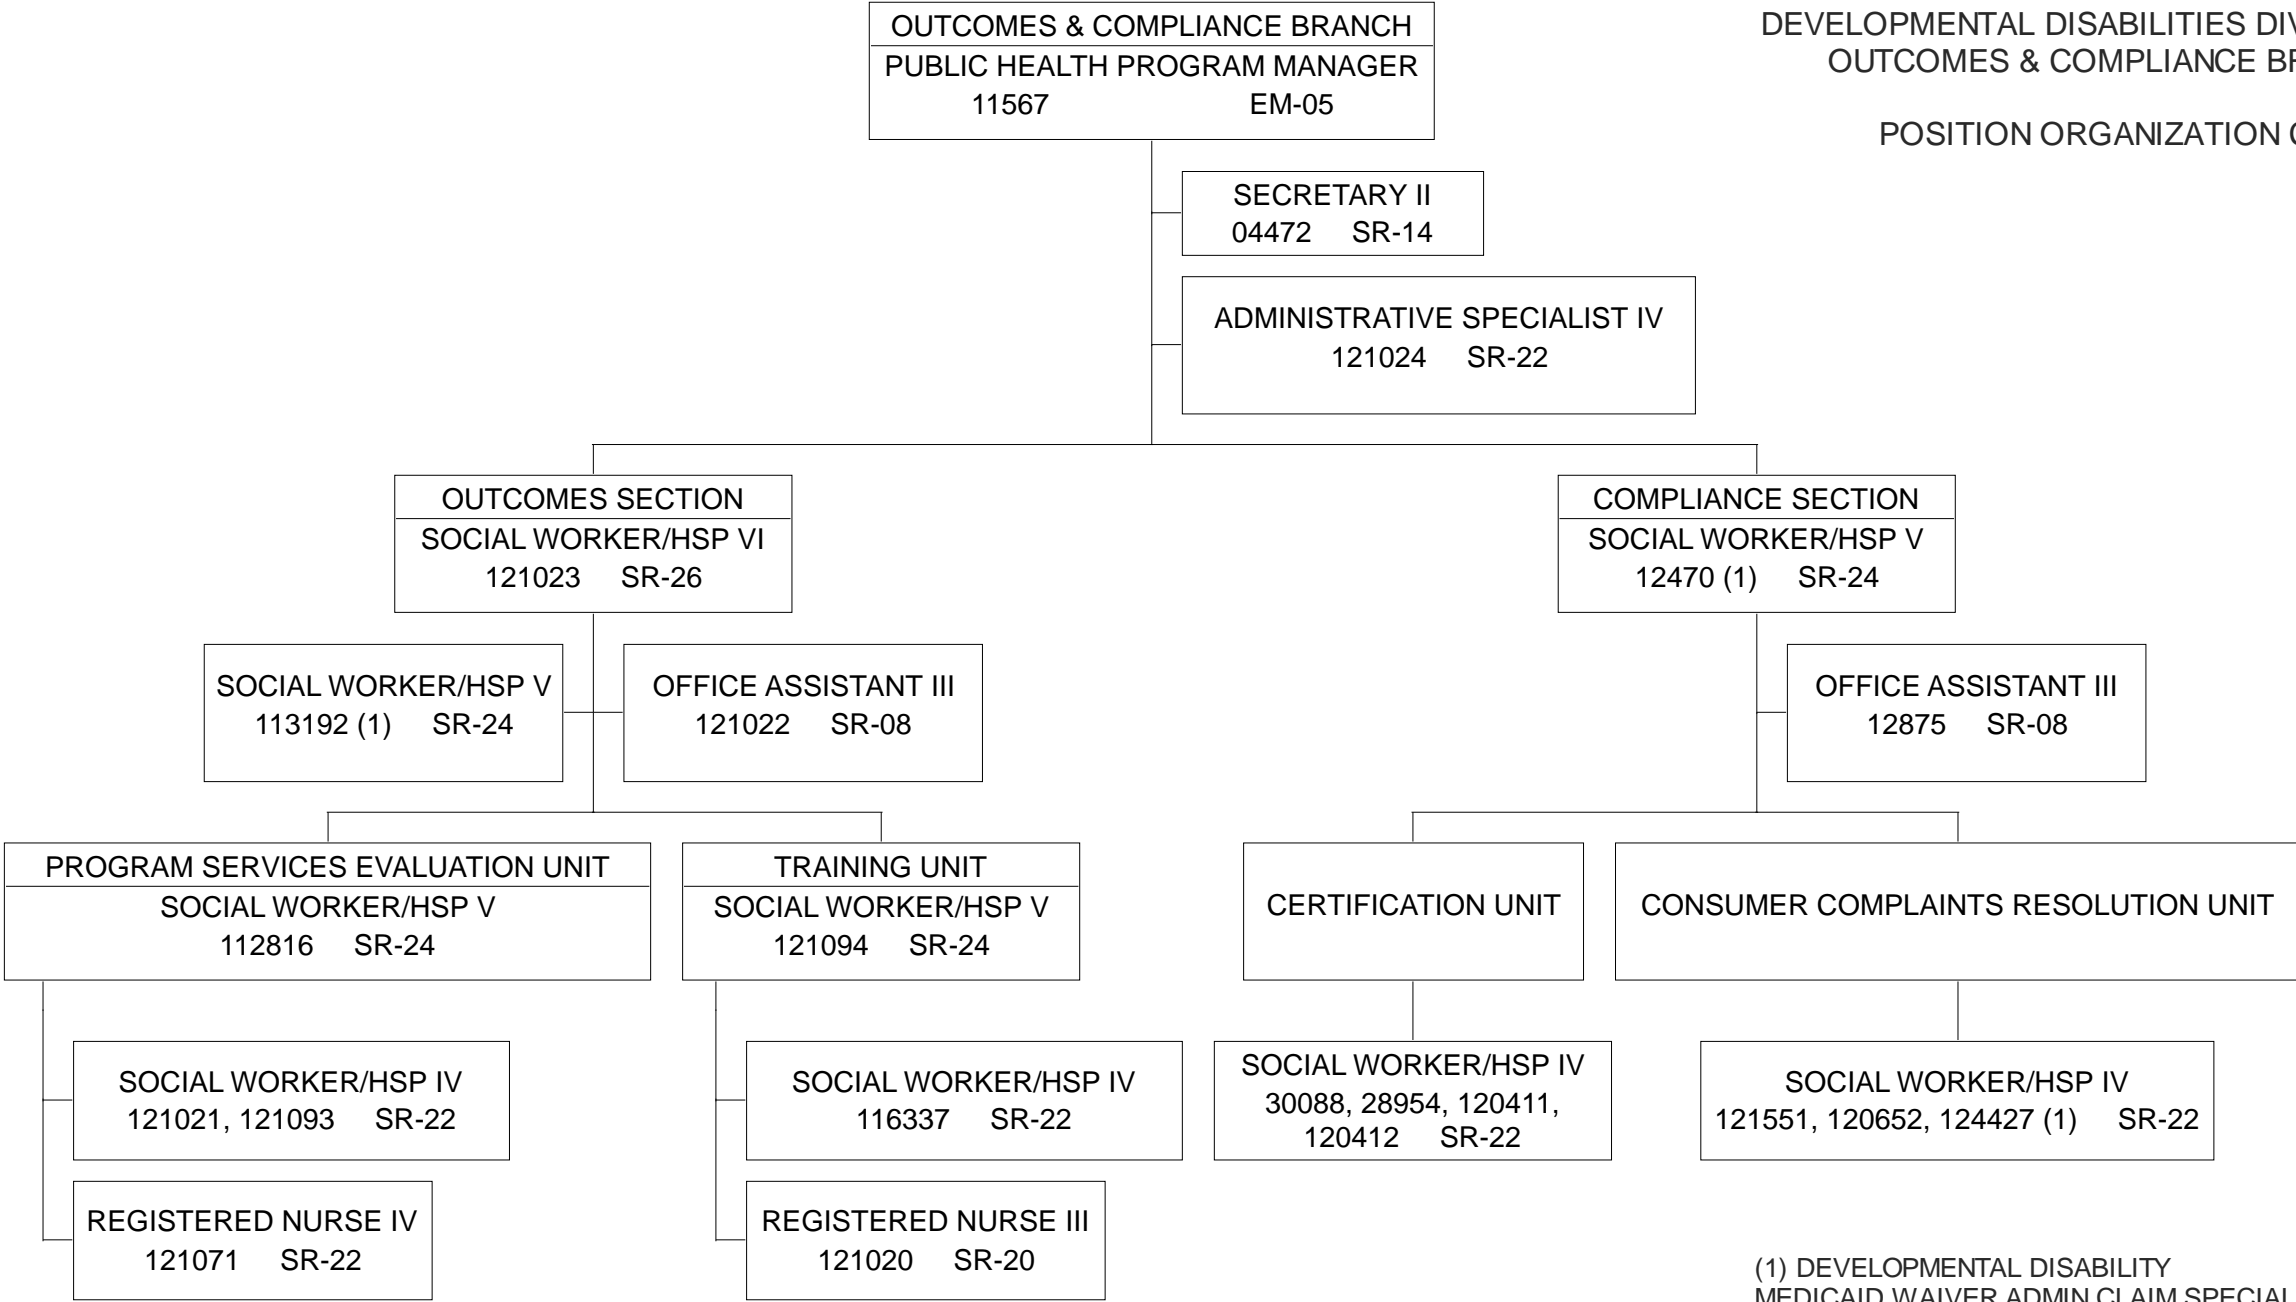 OUTCOMES & COMPLIANCE BRANCH
PUBLIC HEALTH PROGRAM MANAGER
11567 EM-05
DEVELOPMENTAL DISABILITIES
OUTCOMES & COMPLIANCE
POSITION ORGANIZATION
SECRETARY II
04472 SR-14
ADMINISTRATIVE SPECIALIST IV
121024 SR-22
OUTCOMES SECTION
SOCIAL WORKER/HSP VI
121023 SR-26
COMPLIANCE SECTION
SOCIAL WORKER/HSP V
12470 (1) SR-24
SOCIAL WORKER/HSP V
113192 (1) SR-24
OFFICE ASSISTANT III
121022 SR-08
OFFICE ASSISTANT III
12875 SR-08
PROGRAM SERVICES EVALUATION UNIT
SOCIAL WORKER/HSP V
112816 SR-24
TRAINING UNIT
SOCIAL WORKER/HSP V
121094 SR-24
CERTIFICATION UNIT
CONSUMER COMPLAINTS RESOLUTION UNIT
SOCIAL WORKER/HSP IV
121021, 121093 SR-22
SOCIAL WORKER/HSP IV
116337 SR-22
SOCIAL WORKER/HSP IV
30088, 28954, 120411,
120412 SR-22
SOCIAL WORKER/HSP IV
121551, 120652, 124427 (1) SR-22
REGISTERED NURSE IV
121071 SR-22
REGISTERED NURSE III
121020 SR-20
(1) DEVELOPMENTAL DISABILITY
MEDICAID WAIVER ADMIN CLAIM